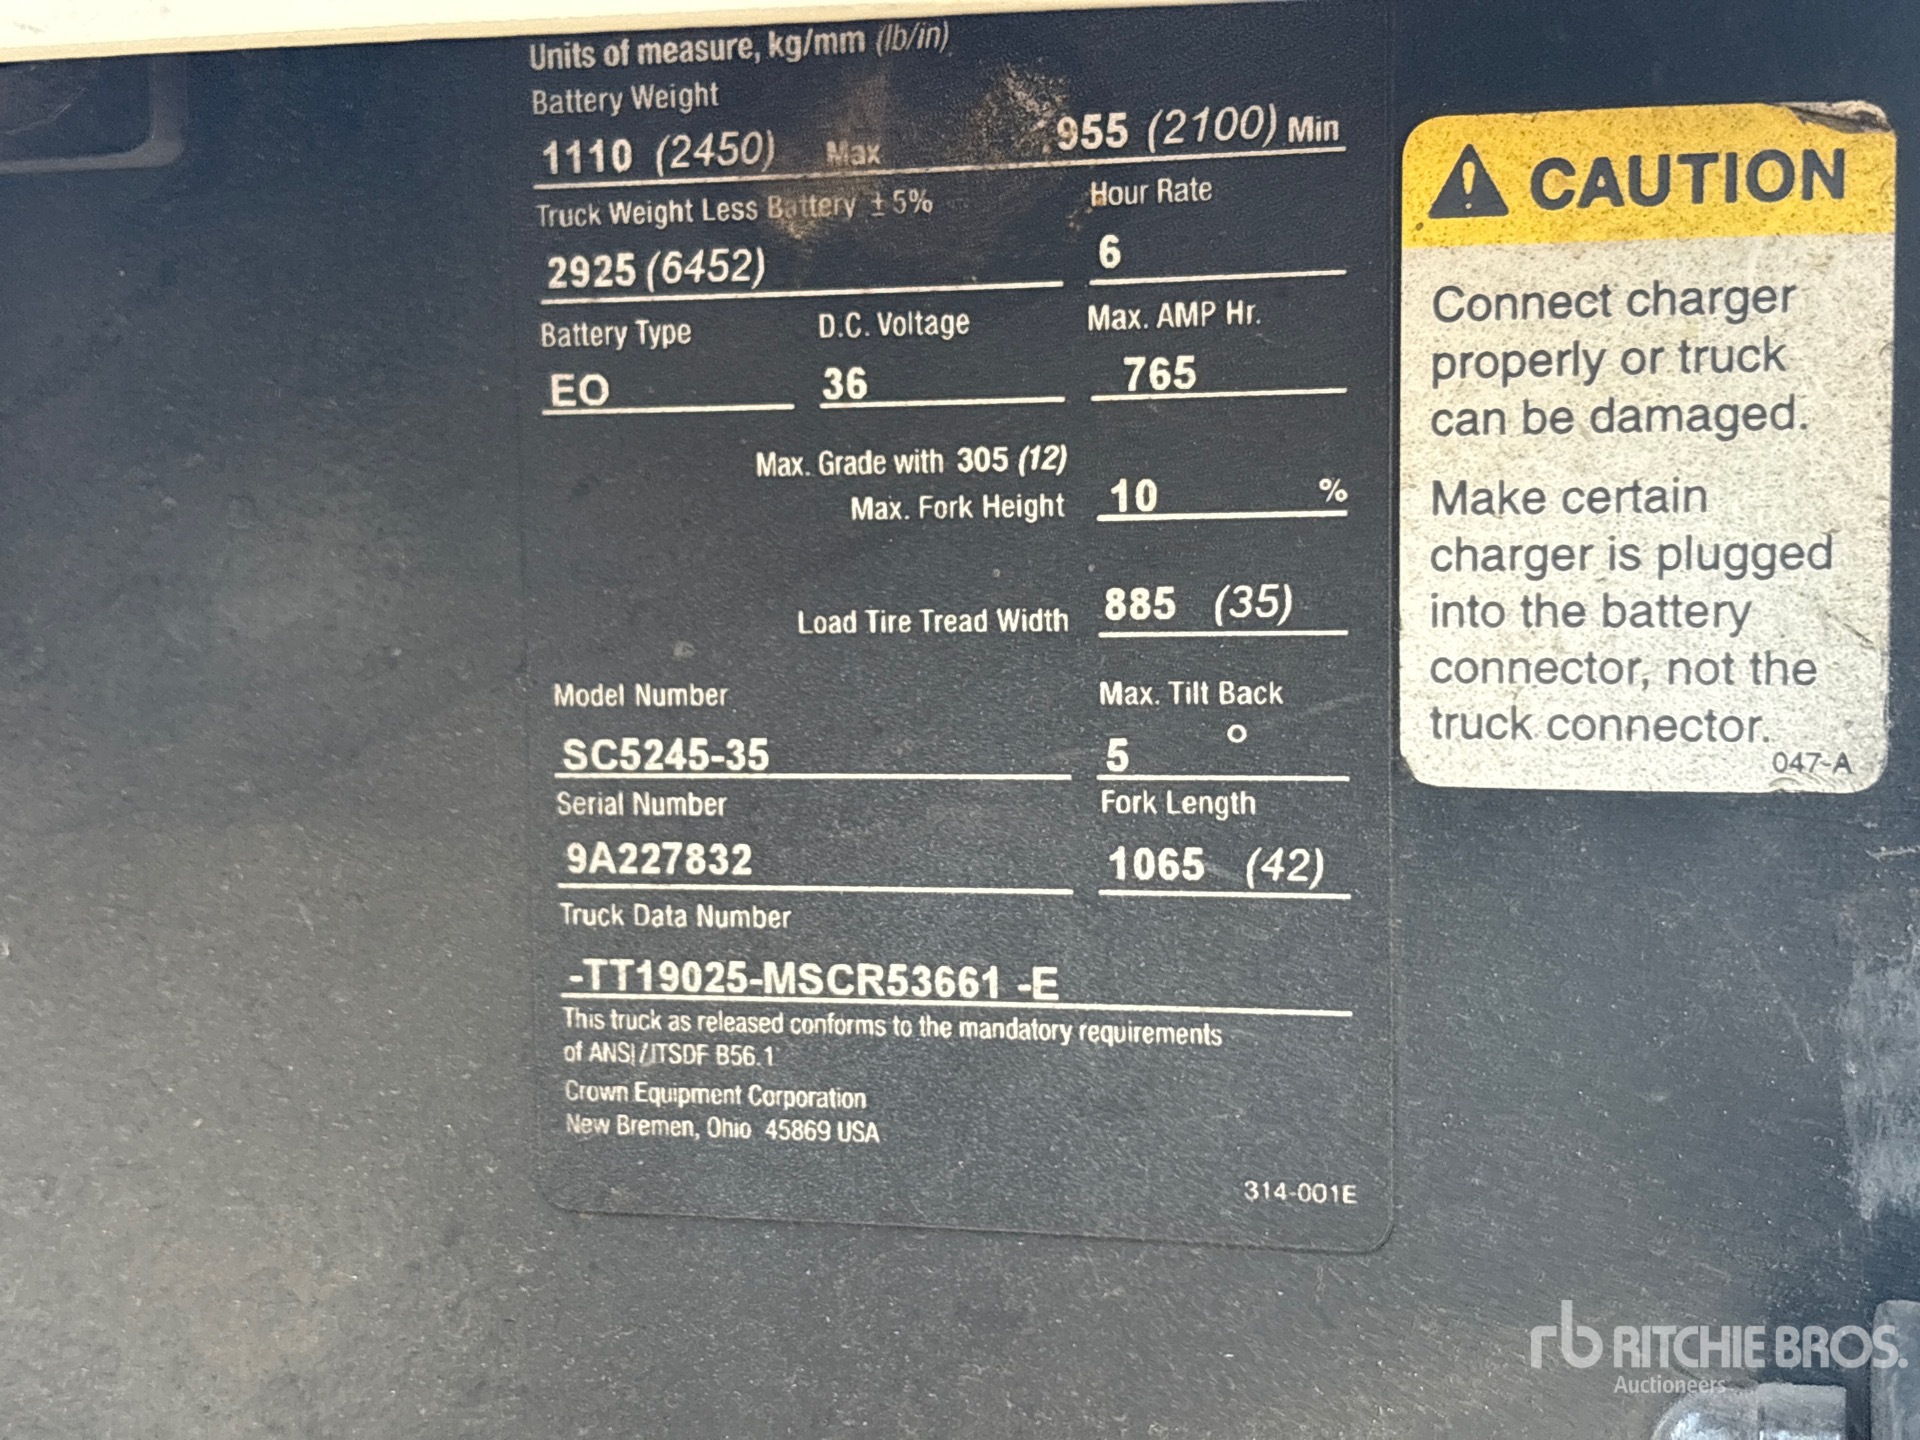 Units of measure, kg/mm (lb/in)
Battery Weight
1110 (2450) Max 955 (2100) Min
Truck Weight Less Battery ± 5% Hour Rate
2925 (6452) 6
Battery Type D.C. Voltage Max. AMP Hr.
EO 36 765
Max. Grade with 305 (12)
Max. Fork Height 10 %
Load Tire Tread Width 885 (35)
Model Number Max. Tilt Back
SC5245-35 5 °
Serial Number Fork Length
9A227832 1065 (42)
Truck Data Number
-TT19025-MSCR53661 -E
This truck as released conforms to the mandatory requirements
of ANSI/ITSDF B56.1
Crown Equipment Corporation
New Bremen, Ohio 45869 USA
314-001E
CAUTION
Connect charger
properly or truck
can be damaged.
Make certain
charger is plugged
into the battery
connector, not the
truck connector.
047-A
rb RITCHIE BROS.
Auctioneers